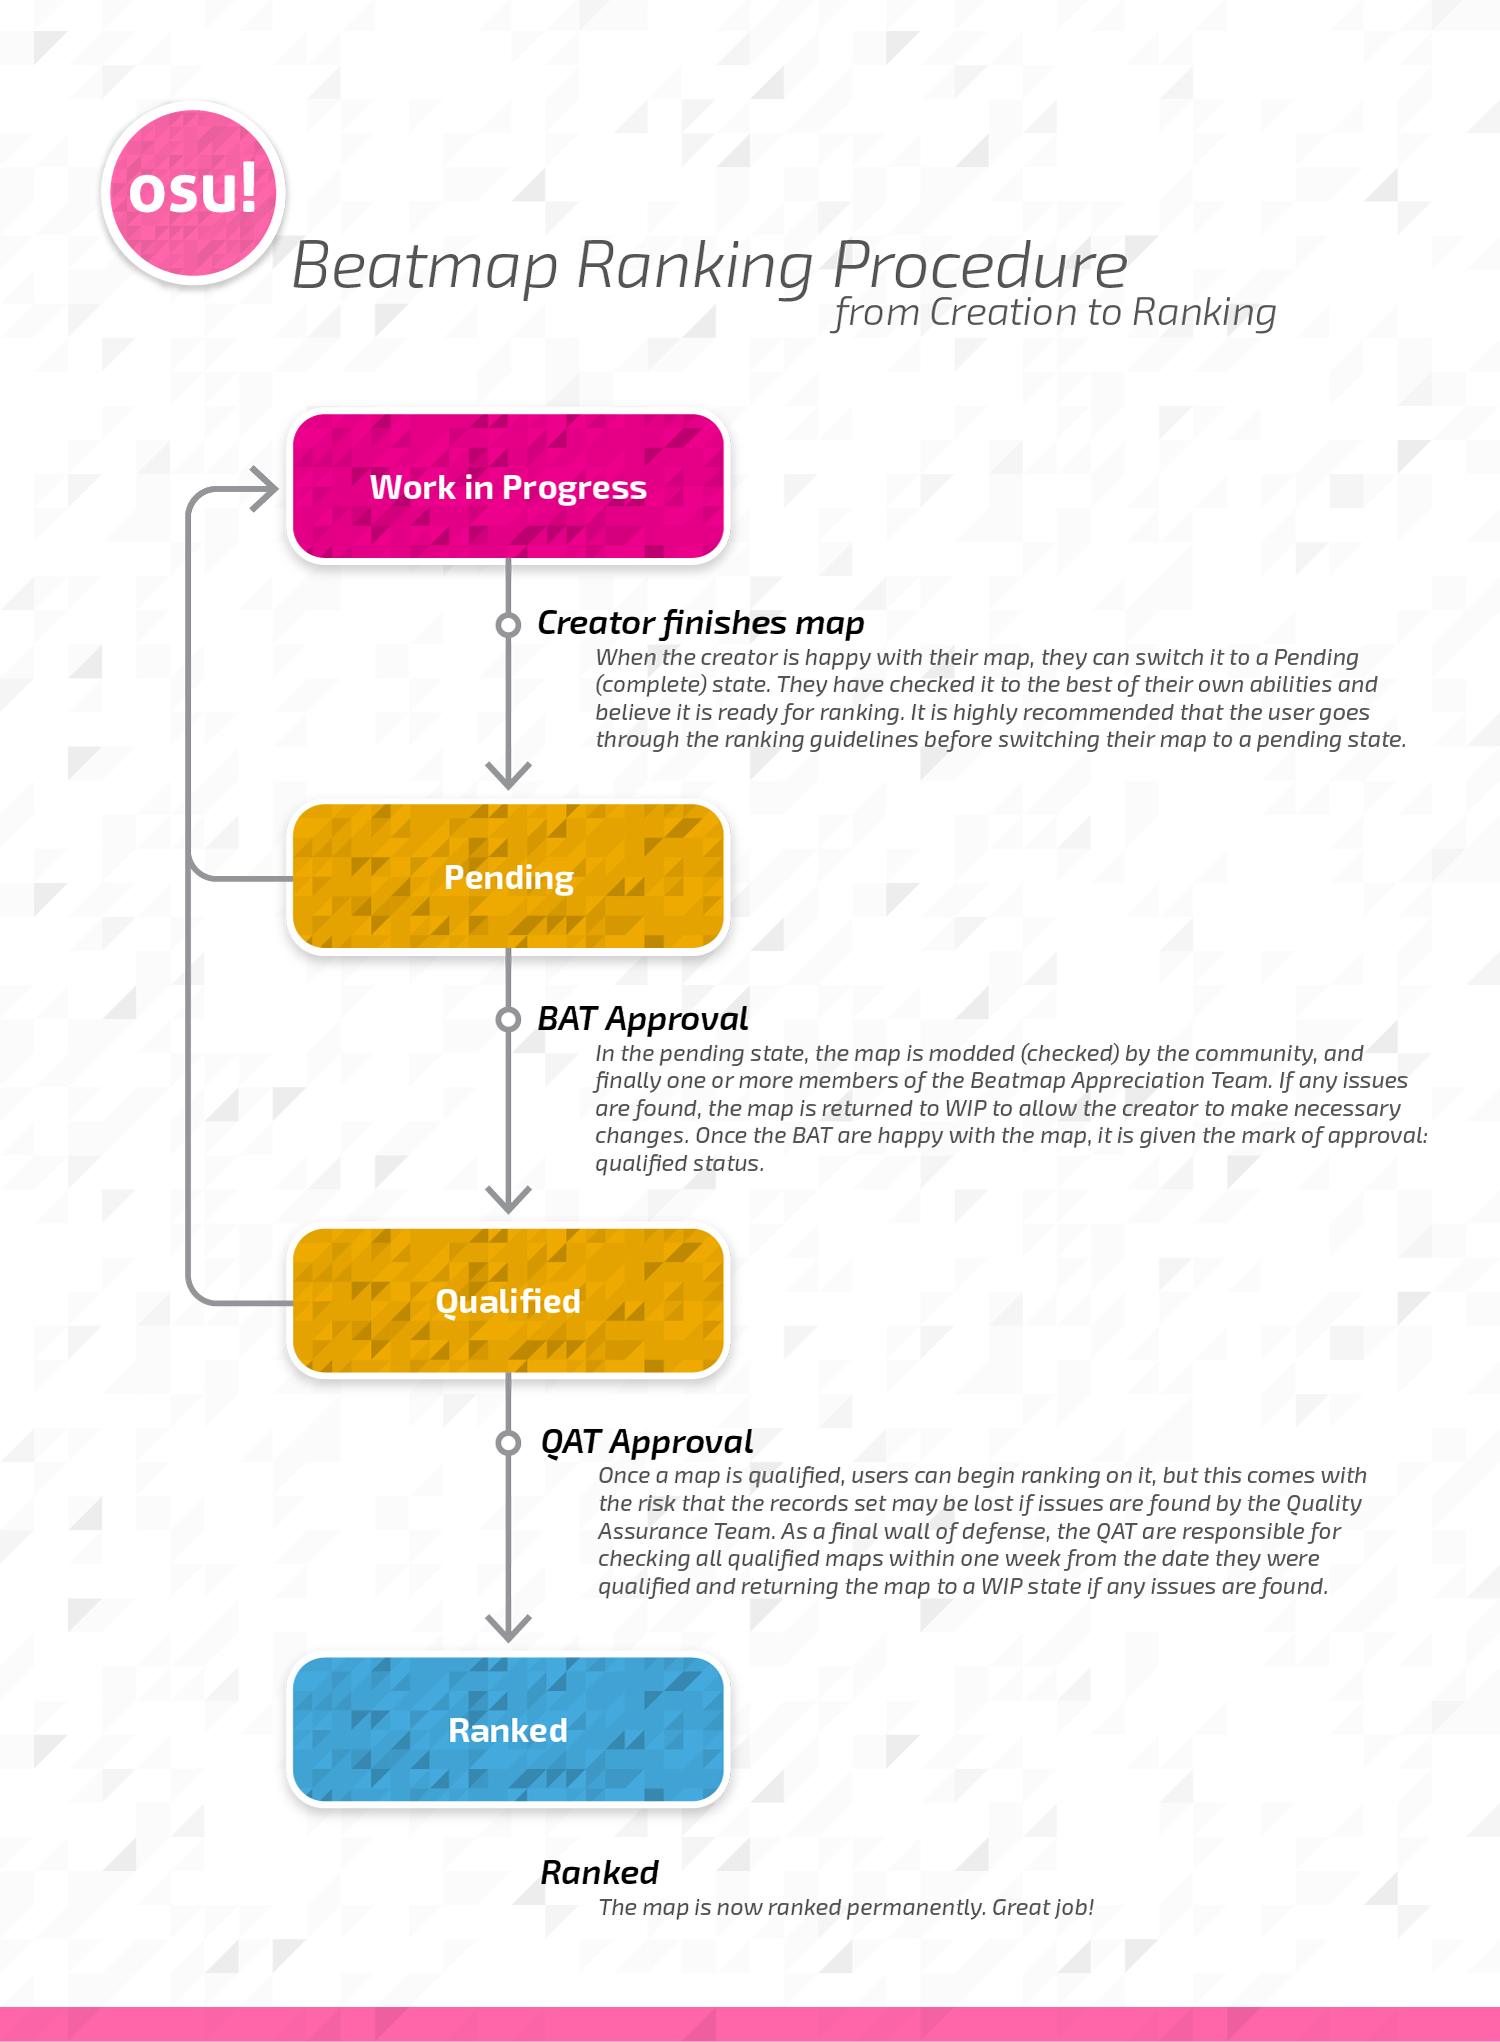 osu!
Beatmap Ranking Procedure
from Creation to Ranking
Work in Progress
Creator finishes map
When the creator is happy with their map, they can switch it to a Pending
(complete) state. They have checked it to the best of their own abilities and
believe it is ready for ranking. It is highly recommended that the user goes
through the ranking guidelines before switching their map to a pending state.
Pending
BAT Approval
In the pending state, the map is modded (checked) by the community, and
finally one or more members of the Beatmap Appreciation Team. If any issues
are found, the map is returned to WIP to allow the creator to make necessary
changes. Once the BAT are happy with the map, it is given the mark of approval:
qualified status.
Qualified
QAT Approval
Once a map is qualified, users can begin ranking on it, but this comes with
the risk that the records set may be lost if issues are found by the Quality
Assurance Team. As a final wall of defense, the QAT are responsible for
checking all qualified maps within one week from the date they were
qualified and returning the map to a WIP state if any issues are found.
Ranked
Ranked
The map is now ranked permanently. Great job!